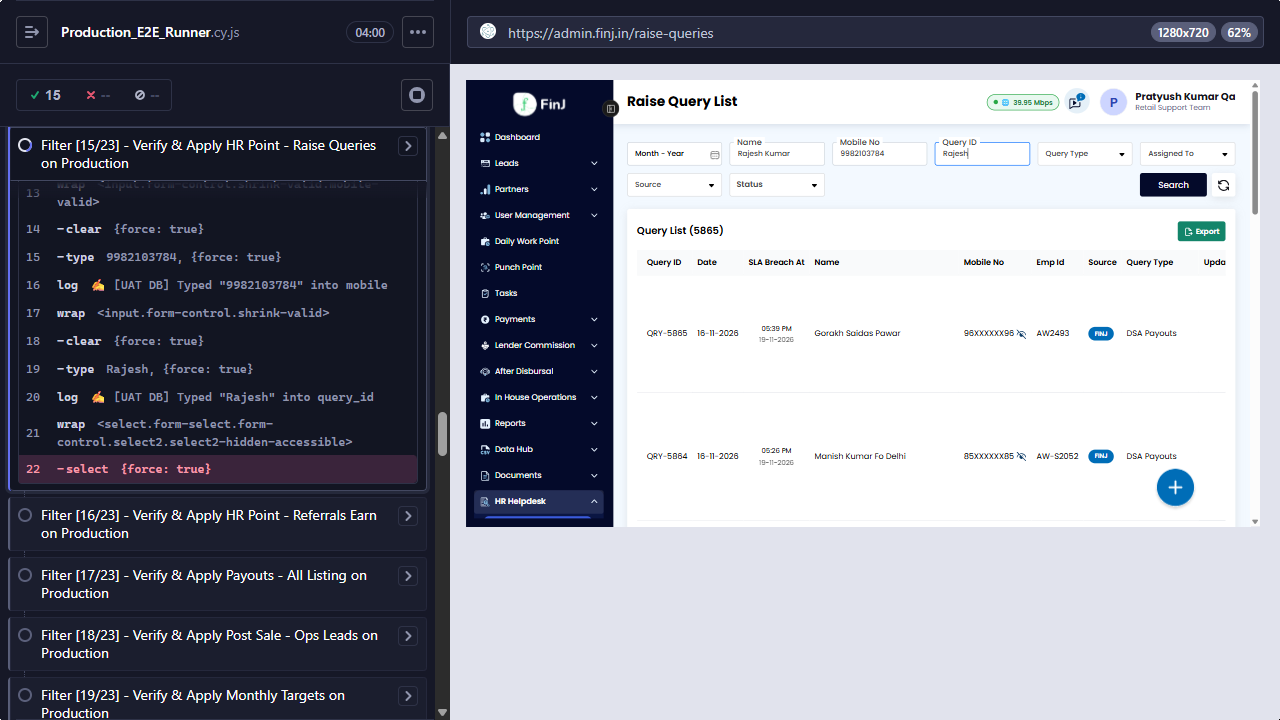 Production_E2E_Runner.cy.js
04:00
15 -- --
Filter [15/23] - Verify & Apply HR Point - Raise Queries on Production
13 wrap <input.form-control.shrink-valid.mobile-valid>
14 -clear {force: true}
15 -type 9982103784, {force: true}
16 log ✍️ [UAT DB] Typed "9982103784" into mobile
17 wrap <input.form-control.shrink-valid>
18 -clear {force: true}
19 -type Rajesh, {force: true}
20 log ✍️ [UAT DB] Typed "Rajesh" into query_id
21 wrap <select.form-select.form-control.select2.select2-hidden-accessible>
22 -select {force: true}
Filter [16/23] - Verify & Apply HR Point - Referrals Earn on Production
Filter [17/23] - Verify & Apply Payouts - All Listing on Production
Filter [18/23] - Verify & Apply Post Sale - Ops Leads on Production
Filter [19/23] - Verify & Apply Monthly Targets on Production
https://admin.finj.in/raise-queries
1280x720 62%
FinJ
Dashboard
Leads
Partners
User Management
Daily Work Point
Punch Point
Tasks
Payments
Lender Commission
After Disbursal
In House Operations
Reports
Data Hub
Documents
HR Helpdesk
Raise Query List
39.95 Mbps
P
Pratyush Kumar Qa
Retail Support Team
Month - Year
Name
Rajesh Kumar
Mobile No
9982103784
Query ID
Rajesh
Query Type
Assigned To
Source
Status
Search
Query List (5865)
Export
Query ID Date SLA Breach At Name Mobile No Emp Id Source Query Type Upda
QRY-5865 16-11-2026 05:39 PM 19-11-2026 Gorakh Saidas Pawar 96XXXXXX96 AW2493 FINJ DSA Payouts
QRY-5864 16-11-2026 05:26 PM 19-11-2026 Manish Kumar Fo Delhi 85XXXXXX85 AW-S2052 FINJ DSA Payouts